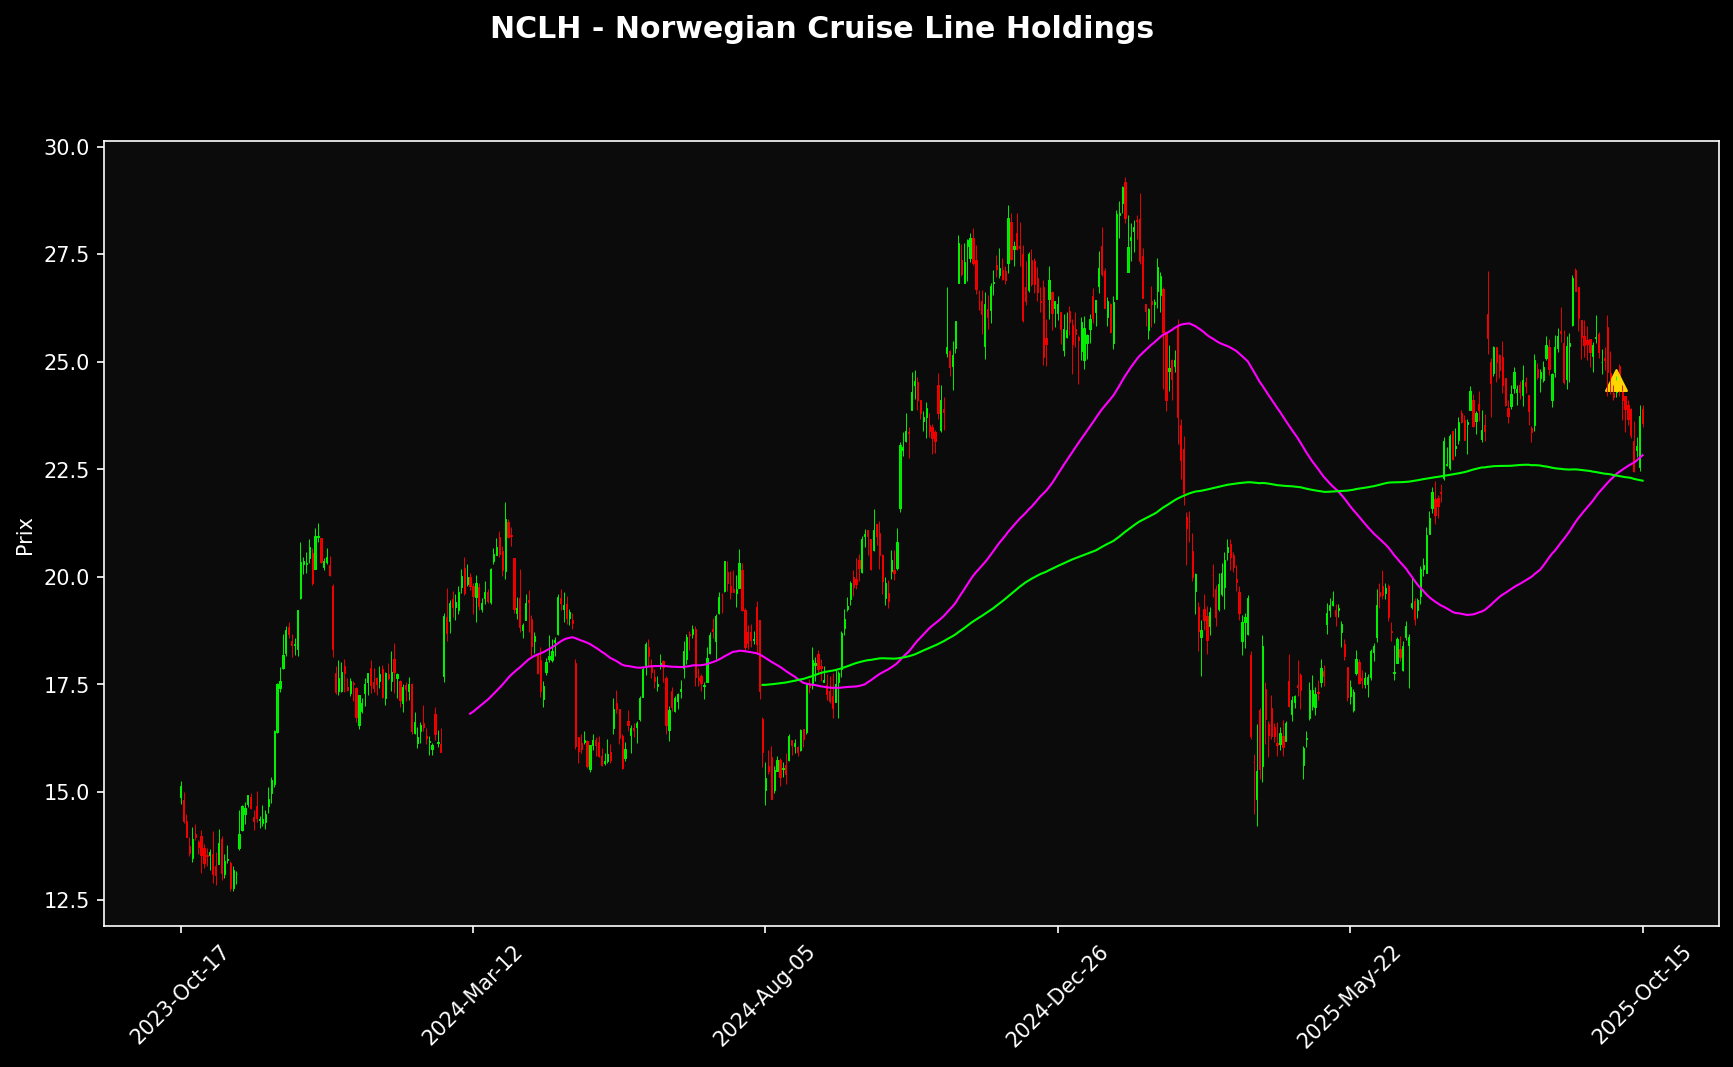 NCLH - Norwegian Cruise Line Holdings
Prix
30.0
27.5
25.0
22.5
20.0
17.5
15.0
12.5
2023-Oct-17
2024-Mar-12
2024-Aug-05
2024-Dec-26
2025-May-22
2025-Oct-15